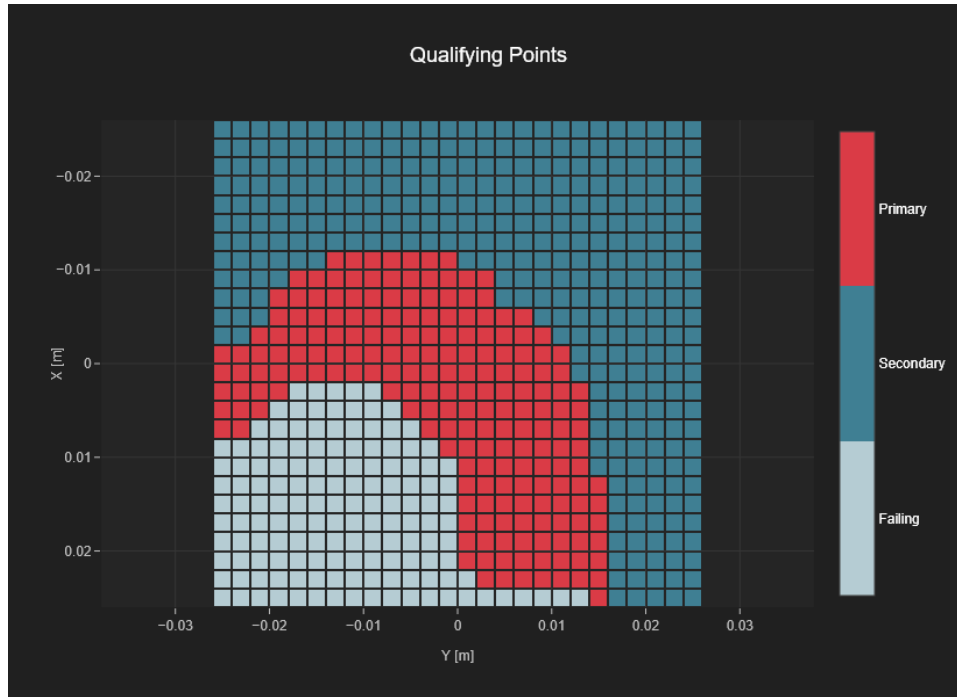 Qualifying Points
−0.02
−0.01
0
0.01
0.02
X [m]
−0.03
−0.02
−0.01
0
0.01
0.02
0.03
Y [m]
Primary
Secondary
Failing